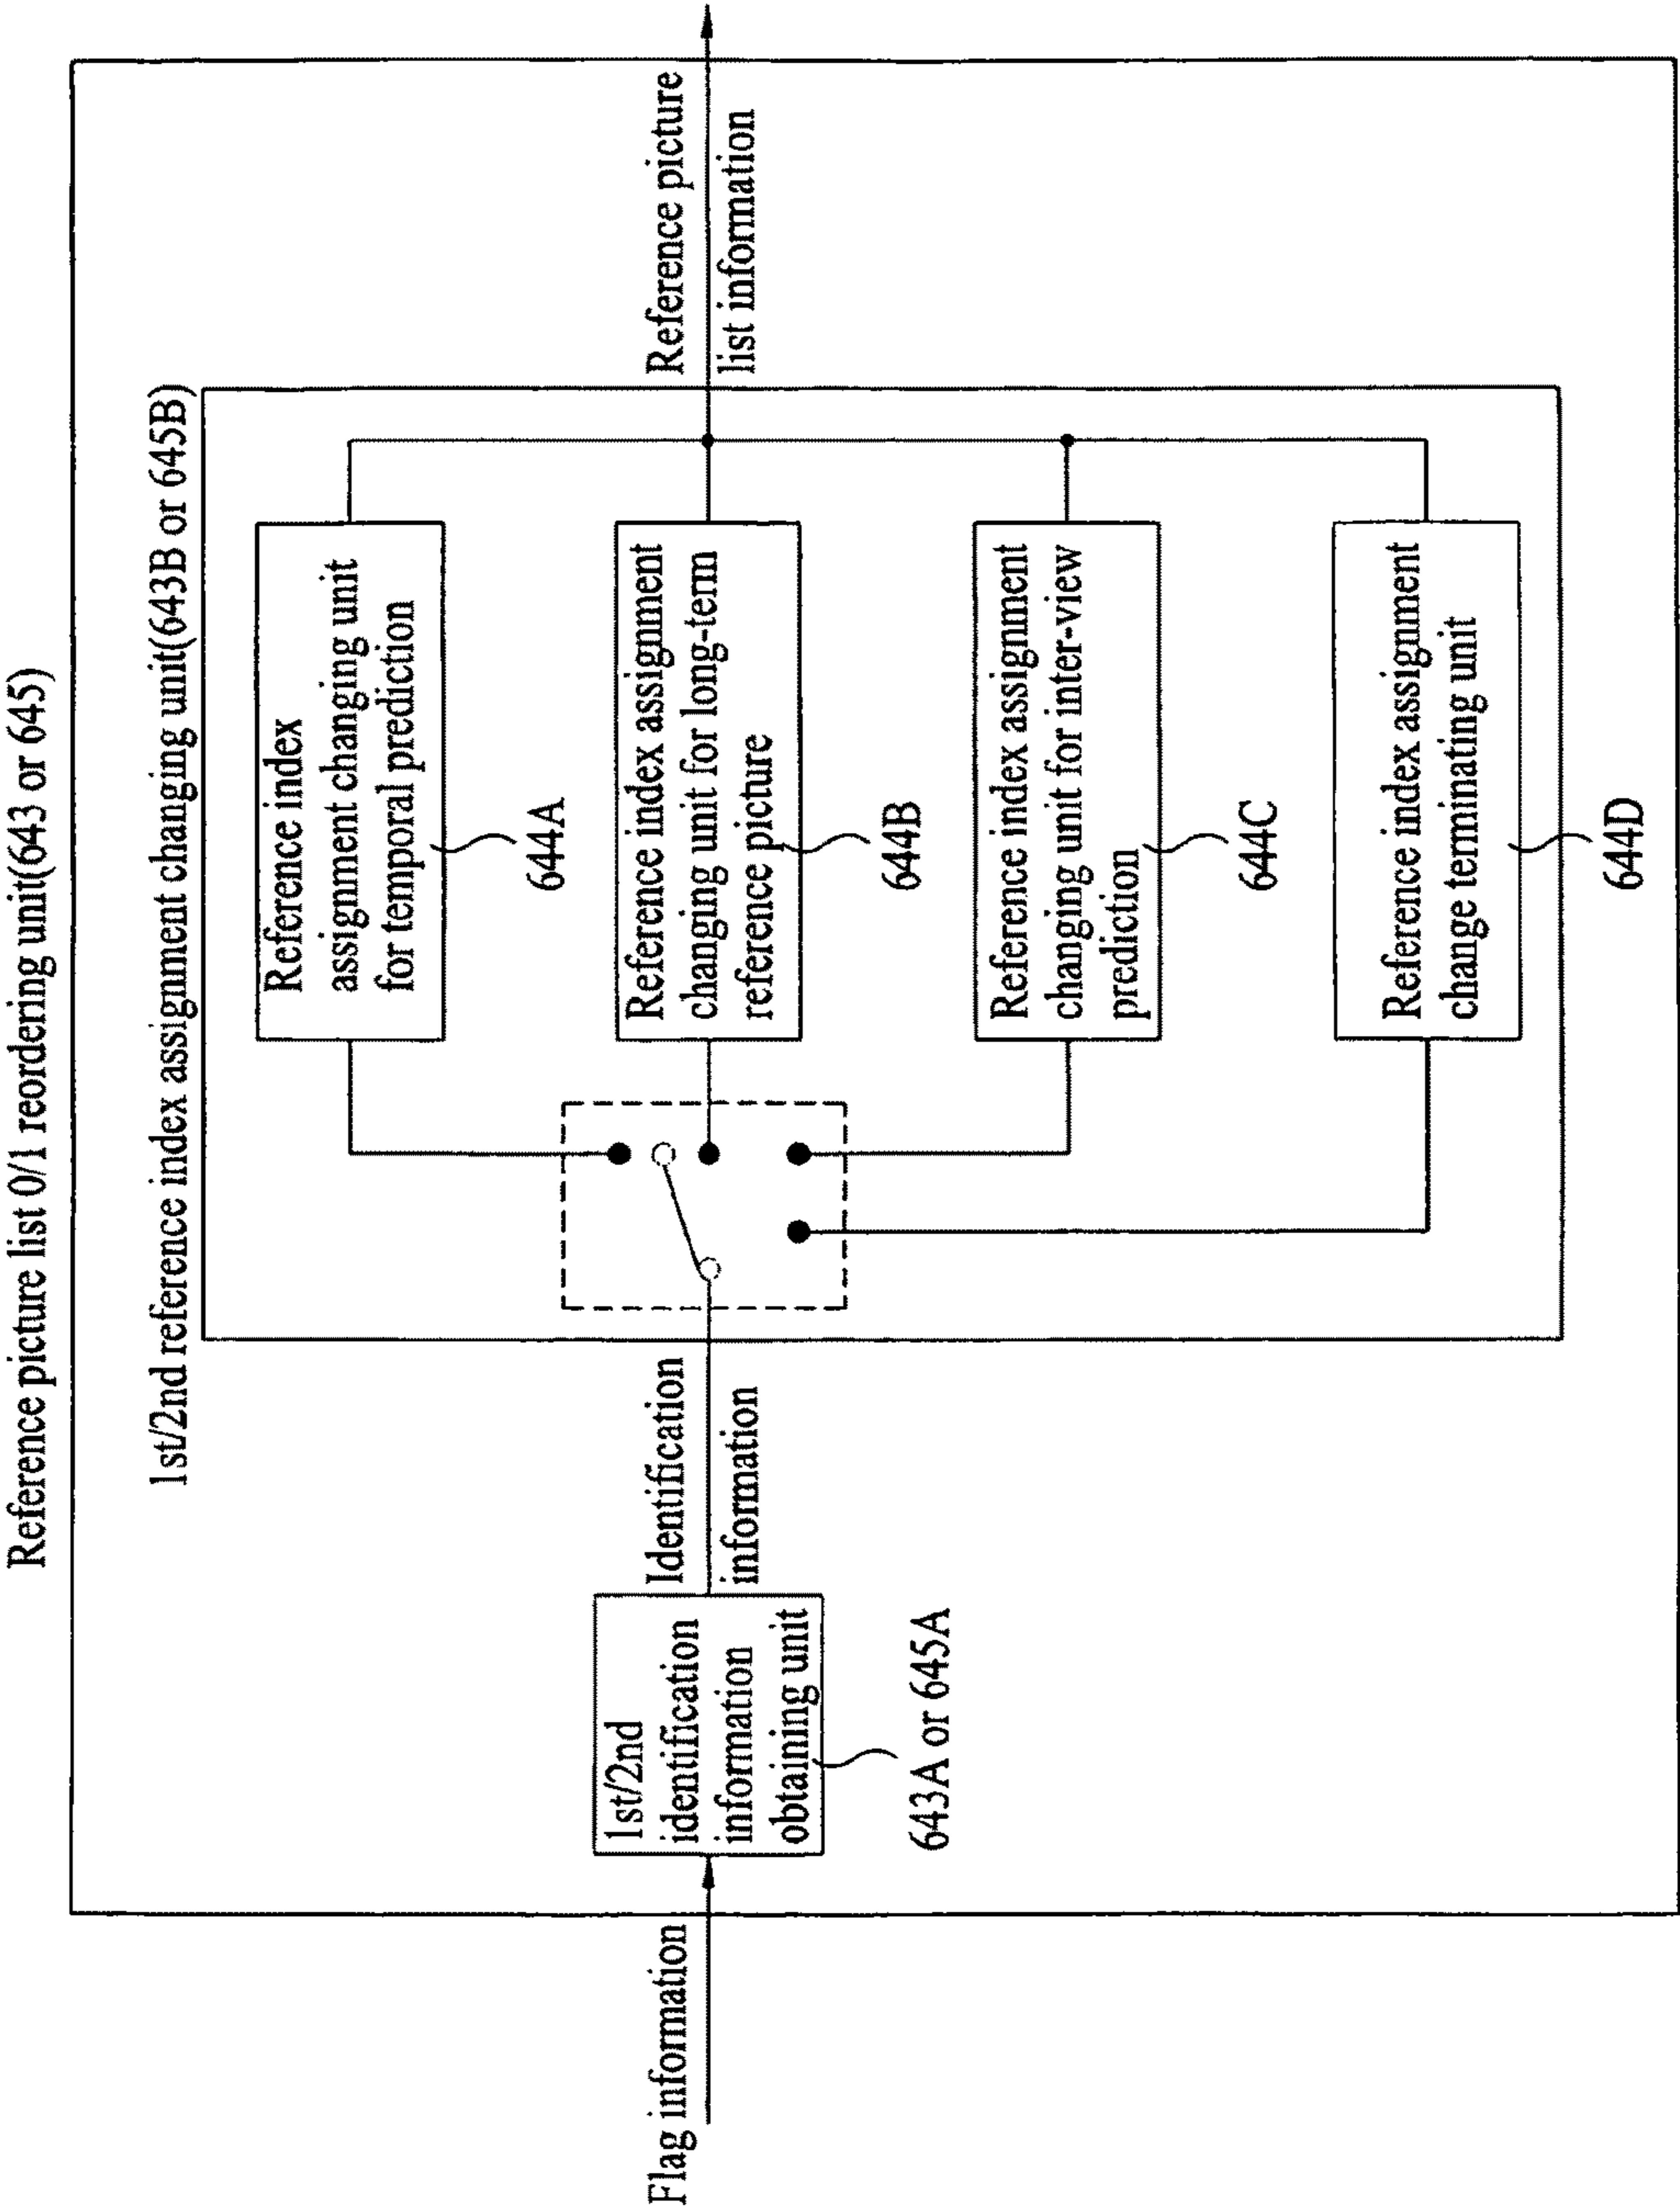 Reference picture list 0/1 reordering unit(643 or 645)
1st/2nd reference index assignment changing unit(643B or 645B)
Flag information
1st/2nd
identification
information
obtaining unit
643A or 645A
Identification
information
Reference index
assignment changing unit
for temporal prediction
644A
Reference index assignment
changing unit for long-term
reference picture
644B
Reference index assignment
changing unit for inter-view
prediction
644C
Reference index assignment
change terminating unit
644D
Reference picture
list information